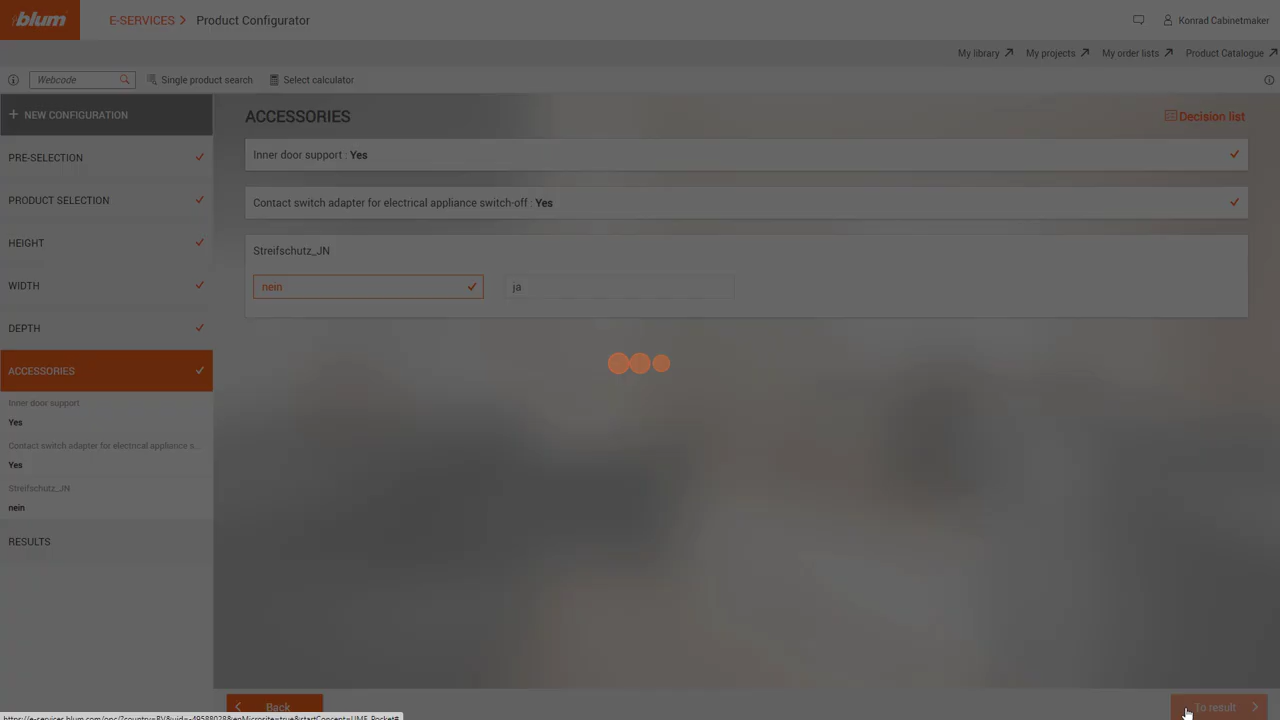 blum
E-SERVICES
Product Configurator
Konrad Cabinetmaker
My library
My projects
My order lists
Product Catalogue
Webcode
Single product search
Select calculator
+ NEW CONFIGURATION
PRE-SELECTION
PRODUCT SELECTION
HEIGHT
WIDTH
DEPTH
ACCESSORIES
Inner door support
Yes
Contact switch adapter for electrical appliance s...
Yes
Streifschutz_JN
nein
RESULTS
ACCESSORIES
Decision list
Inner door support : Yes
Contact switch adapter for electrical appliance switch-off : Yes
Streifschutz_JN
nein
ja
Back
To result